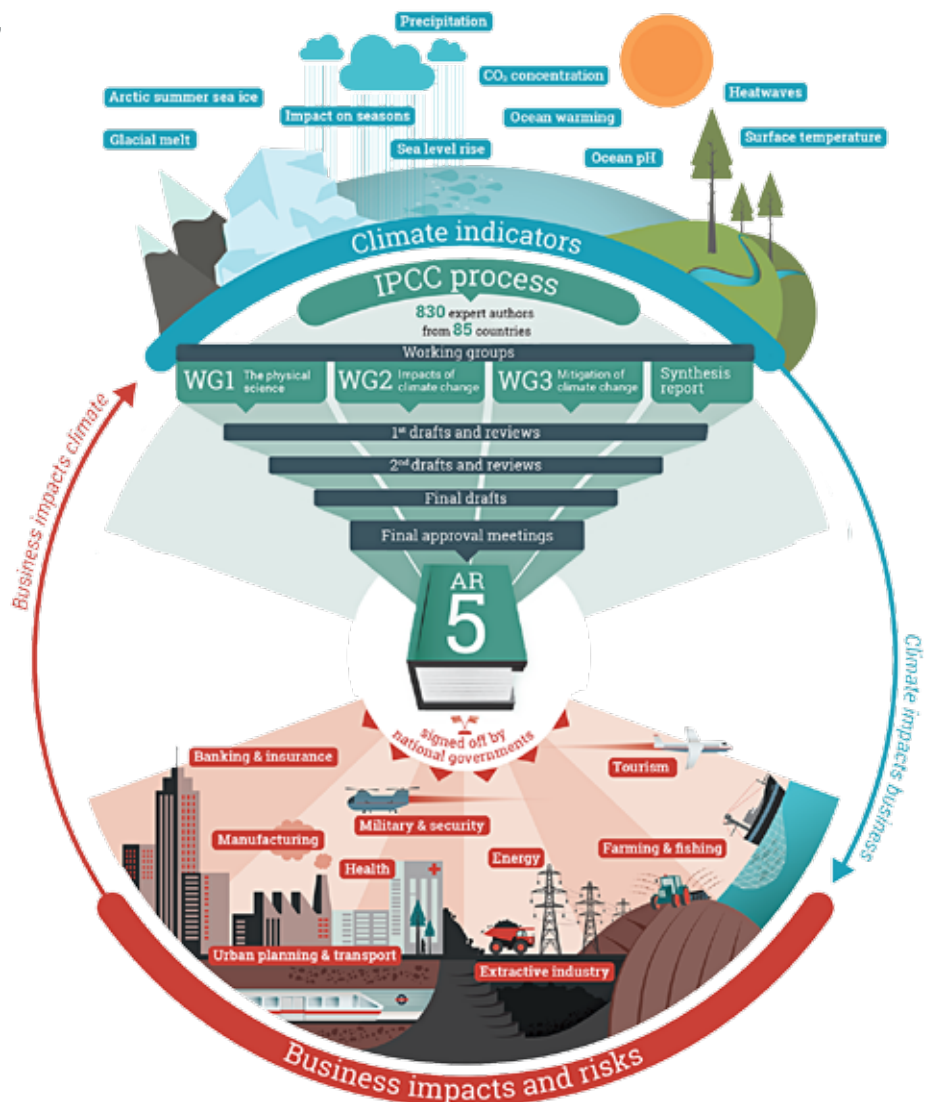 Precipitation
CO₂ concentration
Heatwaves
Arctic summer sea ice
Impact on seasons
Ocean warming
Surface temperature
Glacial melt
Sea level rise
Ocean pH
Climate indicators
IPCC process
830 expert authors
from 85 countries
Working groups
WG1 The physical
science
WG2 Impacts of
climate change
WG3 Mitigation of
climate change
Synthesis
report
1st drafts and reviews
2nd drafts and reviews
Final drafts
Final approval meetings
AR
5
signed off by
national governments
Business impacts climate
Climate impacts business
Banking & insurance
Tourism
Military & security
Manufacturing
Health
Energy
Farming & fishing
Urban planning & transport
Extractive industry
Business impacts and risks